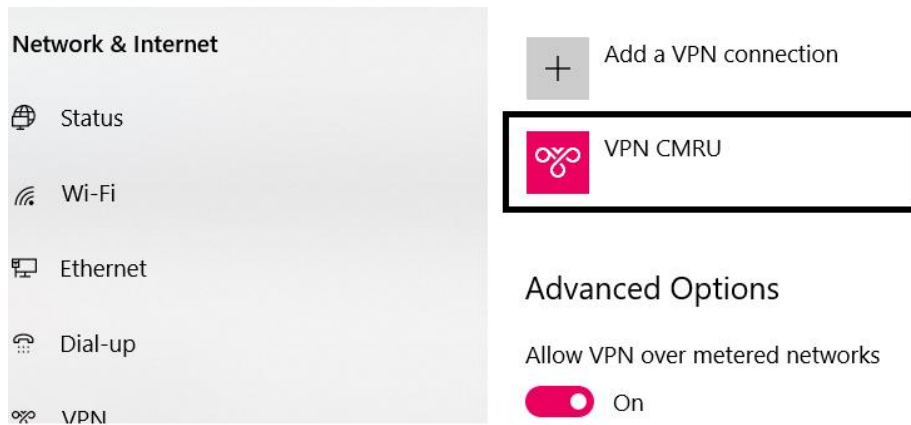 Network & Internet
Status
Wi-Fi
Ethernet
Dial-up
VPN
Add a VPN connection
VPN CMRU
Advanced Options
Allow VPN over metered networks
On